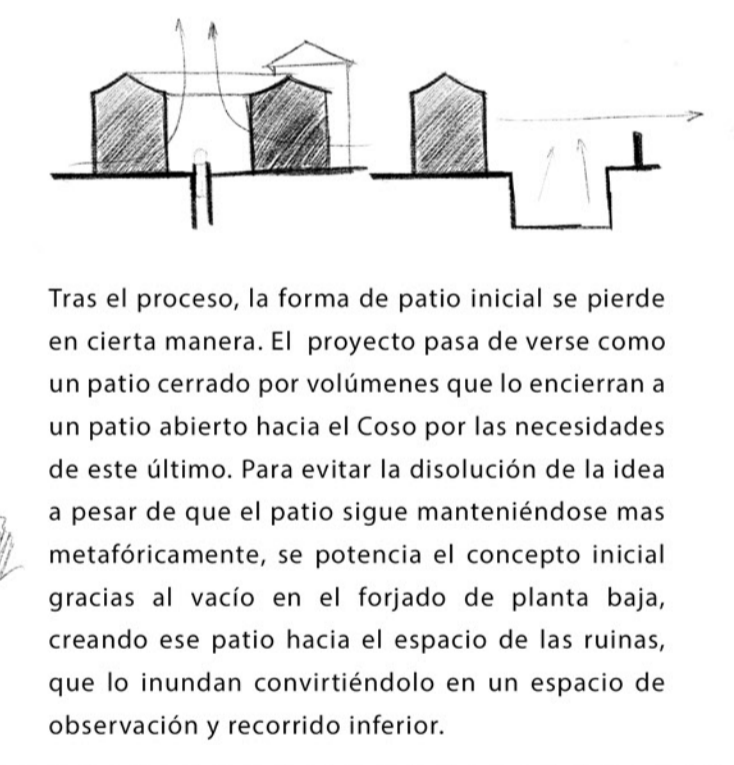 Tras el proceso, la forma de patio inicial se pierde
en cierta manera. El proyecto pasa de verse como
un patio cerrado por volúmenes que lo encierran a
un patio abierto hacia el Coso por las necesidades
de este último. Para evitar la disolución de la idea
a pesar de que el patio sigue manteniéndose mas
metafóricamente, se potencia el concepto inicial
gracias al vacío en el forjado de planta baja,
creando ese patio hacia el espacio de las ruinas,
que lo inundan convirtiéndolo en un espacio de
observación y recorrido inferior.